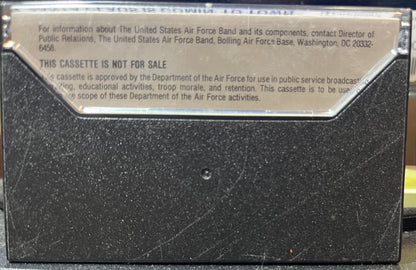 For information about The United States Air Force Band and its components, contact Director of
Public Relations, The United States Air Force Band, Bolling Air Force Base, Washington, DC 20332-
6458.
THIS CASSETTE IS NOT FOR SALE
cassette is approved by the Department of the Air Force for use in public service broadcasting,
educational activities, troop morale, and retention. This cassette is to be used
scope of these Department of the Air Force activities.